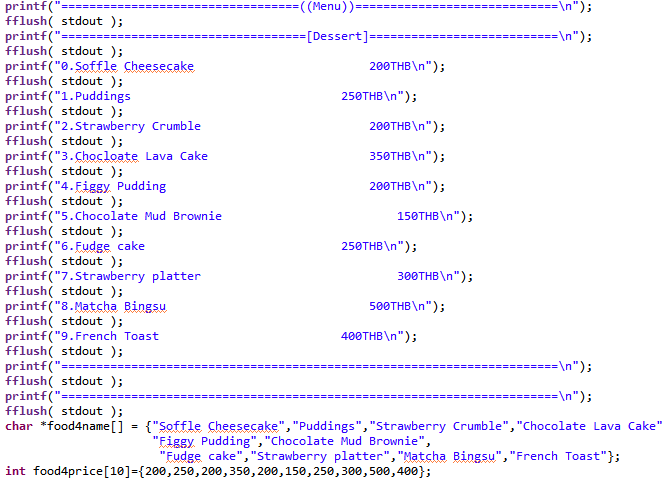 printf("==================================((Menu))=============================\n");
fflush( stdout );
printf("===================================[Dessert]===========================\n");
fflush( stdout );
printf("0.Soffle Cheesecake                         200THB\n");
fflush( stdout );
printf("1.Puddings                              250THB\n");
fflush( stdout );
printf("2.Strawberry Crumble                        200THB\n");
fflush( stdout );
printf("3.Chocloate Lava Cake                       350THB\n");
fflush( stdout );
printf("4.Figgy Pudding                             200THB\n");
fflush( stdout );
printf("5.Chocolate Mud Brownie                         150THB\n");
fflush( stdout );
printf("6.Fudge cake                            250THB\n");
fflush( stdout );
printf("7.Strawberry platter                            300THB\n");
fflush( stdout );
printf("8.Matcha Bingsu                             500THB\n");
fflush( stdout );
printf("9.French Toast                          400THB\n");
fflush( stdout );
printf("=======================================================================\n");
fflush( stdout );
printf("=======================================================================\n");
fflush( stdout );
char *food4name[] = {"Soffle Cheesecake","Puddings","Strawberry Crumble","Chocolate Lava Cake"
                     "Figgy Pudding","Chocolate Mud Brownie",
                      "Fudge cake","Strawberry platter","Matcha Bingsu","French Toast"};
int food4price[10]={200,250,200,350,200,150,250,300,500,400};